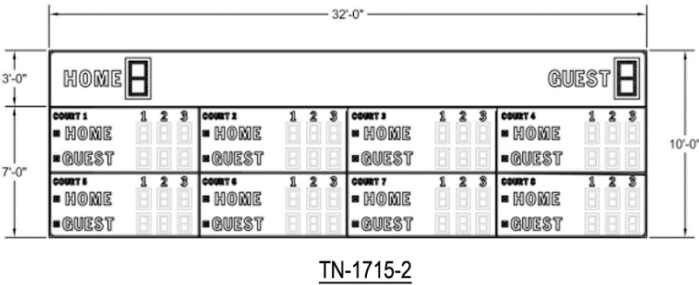 32'-0"
3'-0"
HOME 8 GUEST 8
10'-0"
7'-0"
COURT 1 1 2 3 COURT 2 1 2 3 COURT 3 1 2 3 COURT 4 1 2 3
HOME HOME HOME HOME
GUEST GUEST GUEST GUEST
COURT 5 1 2 3 COURT 6 1 2 3 COURT 7 1 2 3 COURT 8 1 2 3
HOME HOME HOME HOME
GUEST GUEST GUEST GUEST
TN-1715-2